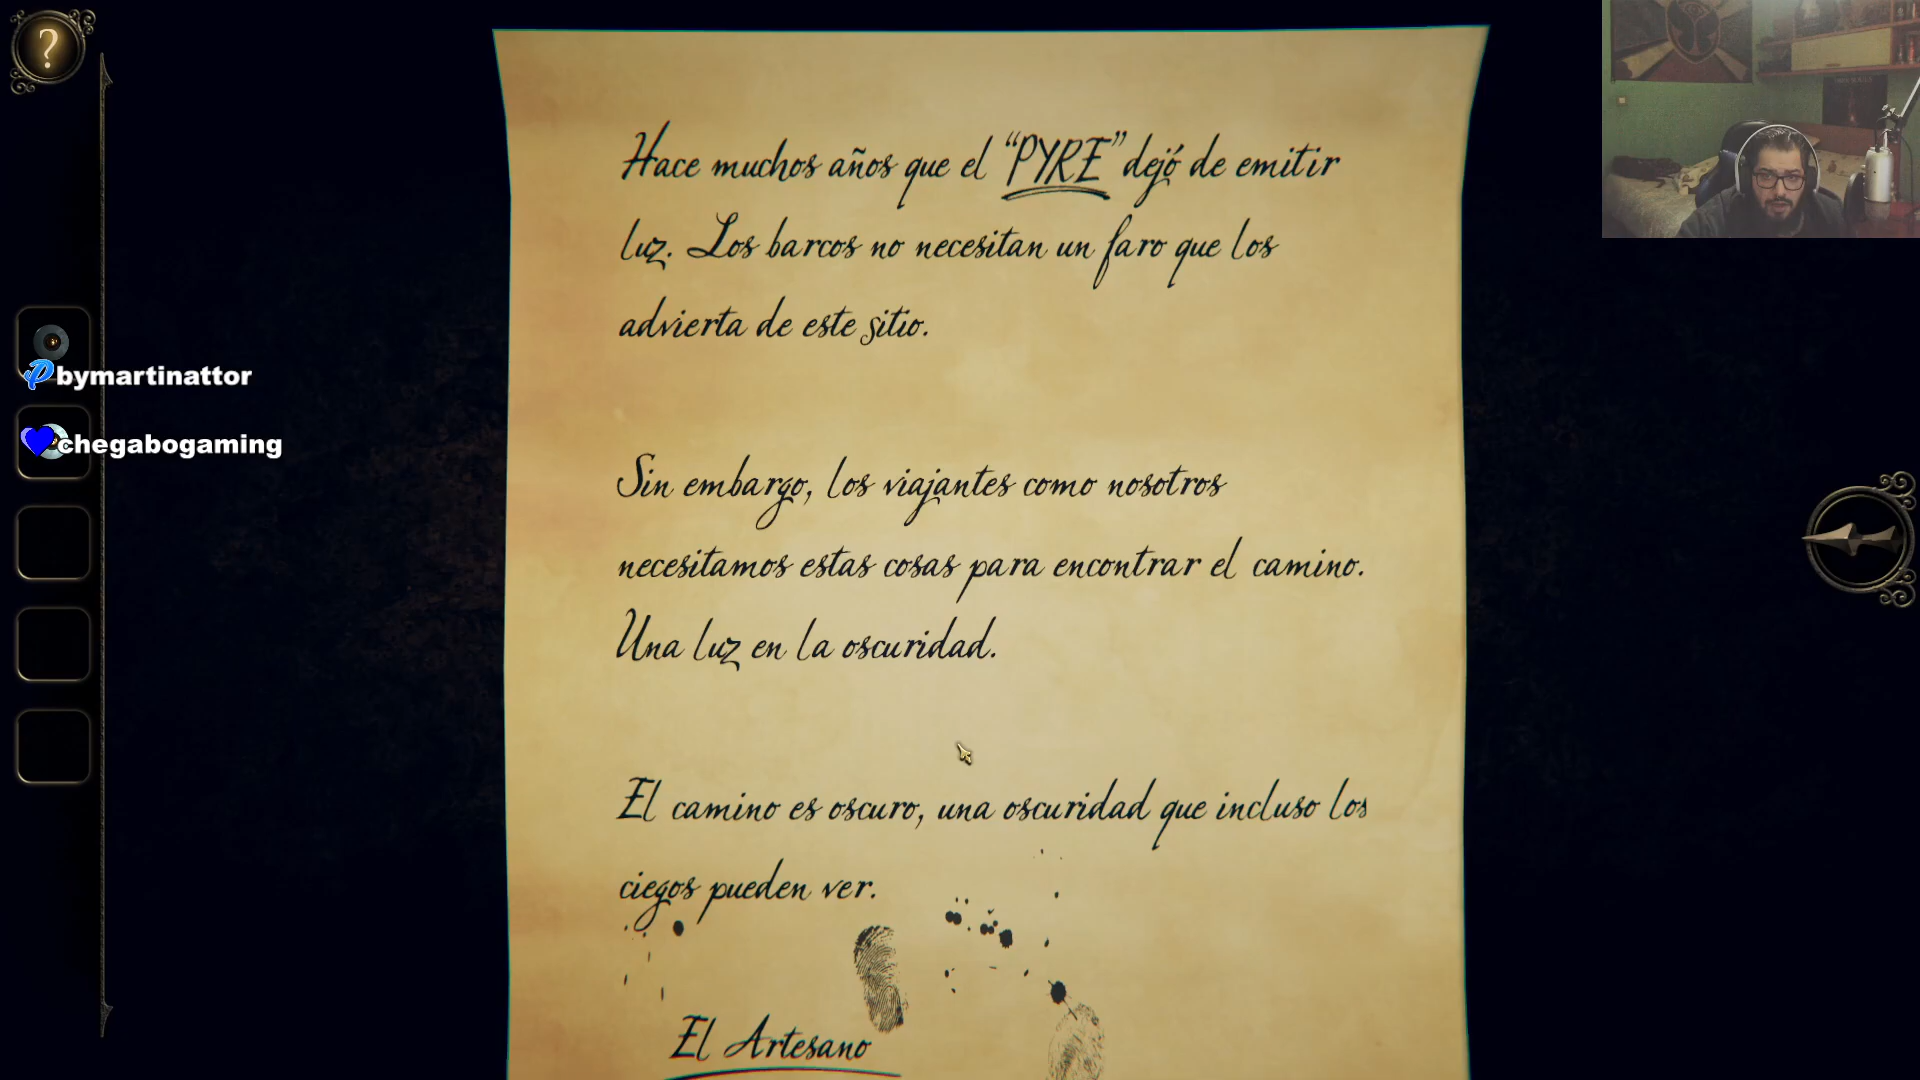 ?
Hace muchos años que el “PYRE” dejó de emitir
luz. Los barcos no necesitan un faro que los
advierta de este sitio.
bymartinattor
chegabogaming
Sin embargo, los viajantes como nosotros
necesitamos estas cosas para encontrar el camino.
Una luz en la oscuridad.
El camino es oscuro, una oscuridad que incluso los
ciegos pueden ver.
El Artesano